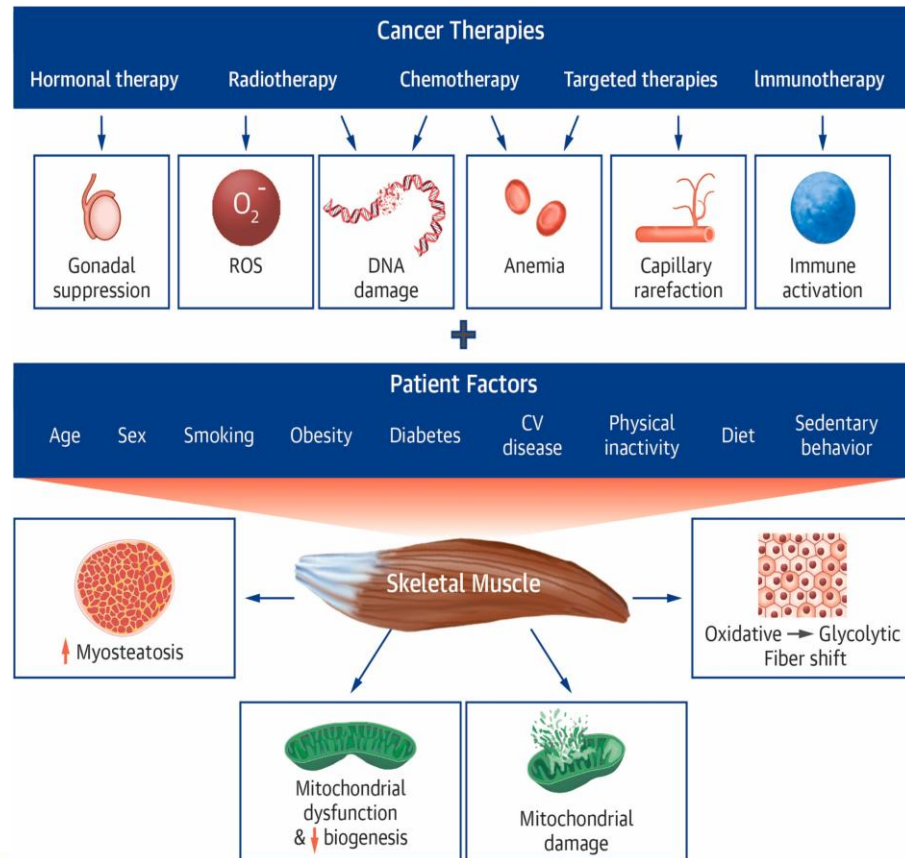 Cancer Therapies
Hormonal therapy Radiotherapy Chemotherapy Targeted therapies Immunotherapy
O2-
Gonadal
suppression
ROS
DNA
damage
Anemia
Capillary
rarefaction
Immune
activation
+
Patient Factors
Age Sex Smoking Obesity Diabetes CV
disease Physical
inactivity Diet Sedentary
behavior
Skeletal Muscle
Myosteatosis
Oxidative → Glycolytic
Fiber shift
Mitochondrial
dysfunction
& ↓ biogenesis
Mitochondrial
damage